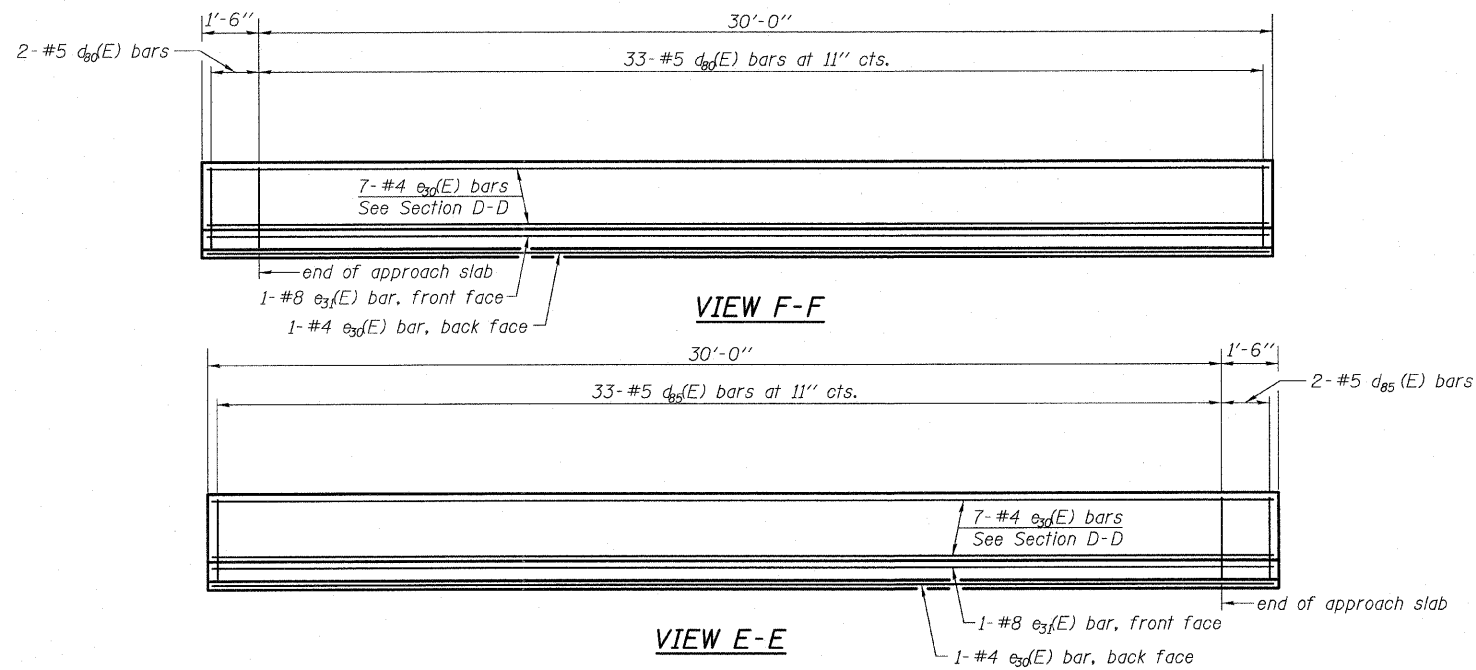 1'-6"
30'-0"
2-#5 d80(E) bars
33-#5 d80(E) bars at 11" cts.
7-#4 e30(E) bars
See Section D-D
end of approach slab
1-#8 e31(E) bar, front face
1-#4 e30(E) bar, back face
VIEW F-F
30'-0"
1'-6"
33-#5 d85(E) bars at 11" cts.
2-#5 d85 (E) bars
7-#4 e30(E) bars
See Section D-D
end of approach slab
1-#8 e31(E) bar, front face
1-#4 e30(E) bar, back face
VIEW E-E